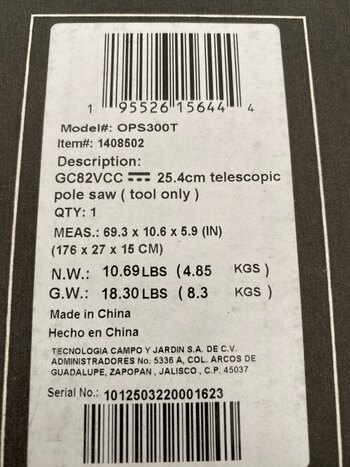 1 95526 15644 4
Model#: OPS300T
Item#: 1408502
Description:
GC82VCC 25.4cm telescopic
pole saw ( tool only )
QTY: 1
MEAS.: 69.3 x 10.6 x 5.9 (IN)
(176 x 27 x 15 CM)
N.W.: 10.69 LBS ( 4.85 KGS )
G.W.: 18.30 LBS ( 8.3 KGS )
Made in China
Hecho en China
TECNOLOGIA CAMPO Y JARDIN S.A. DE C.V.
ADMINISTRADORES No. 5336 A, COL. ARCOS DE
GUADALUPE, ZAPOPAN , JALISCO , C.P. 45037
Serial No.: 1012503220001623